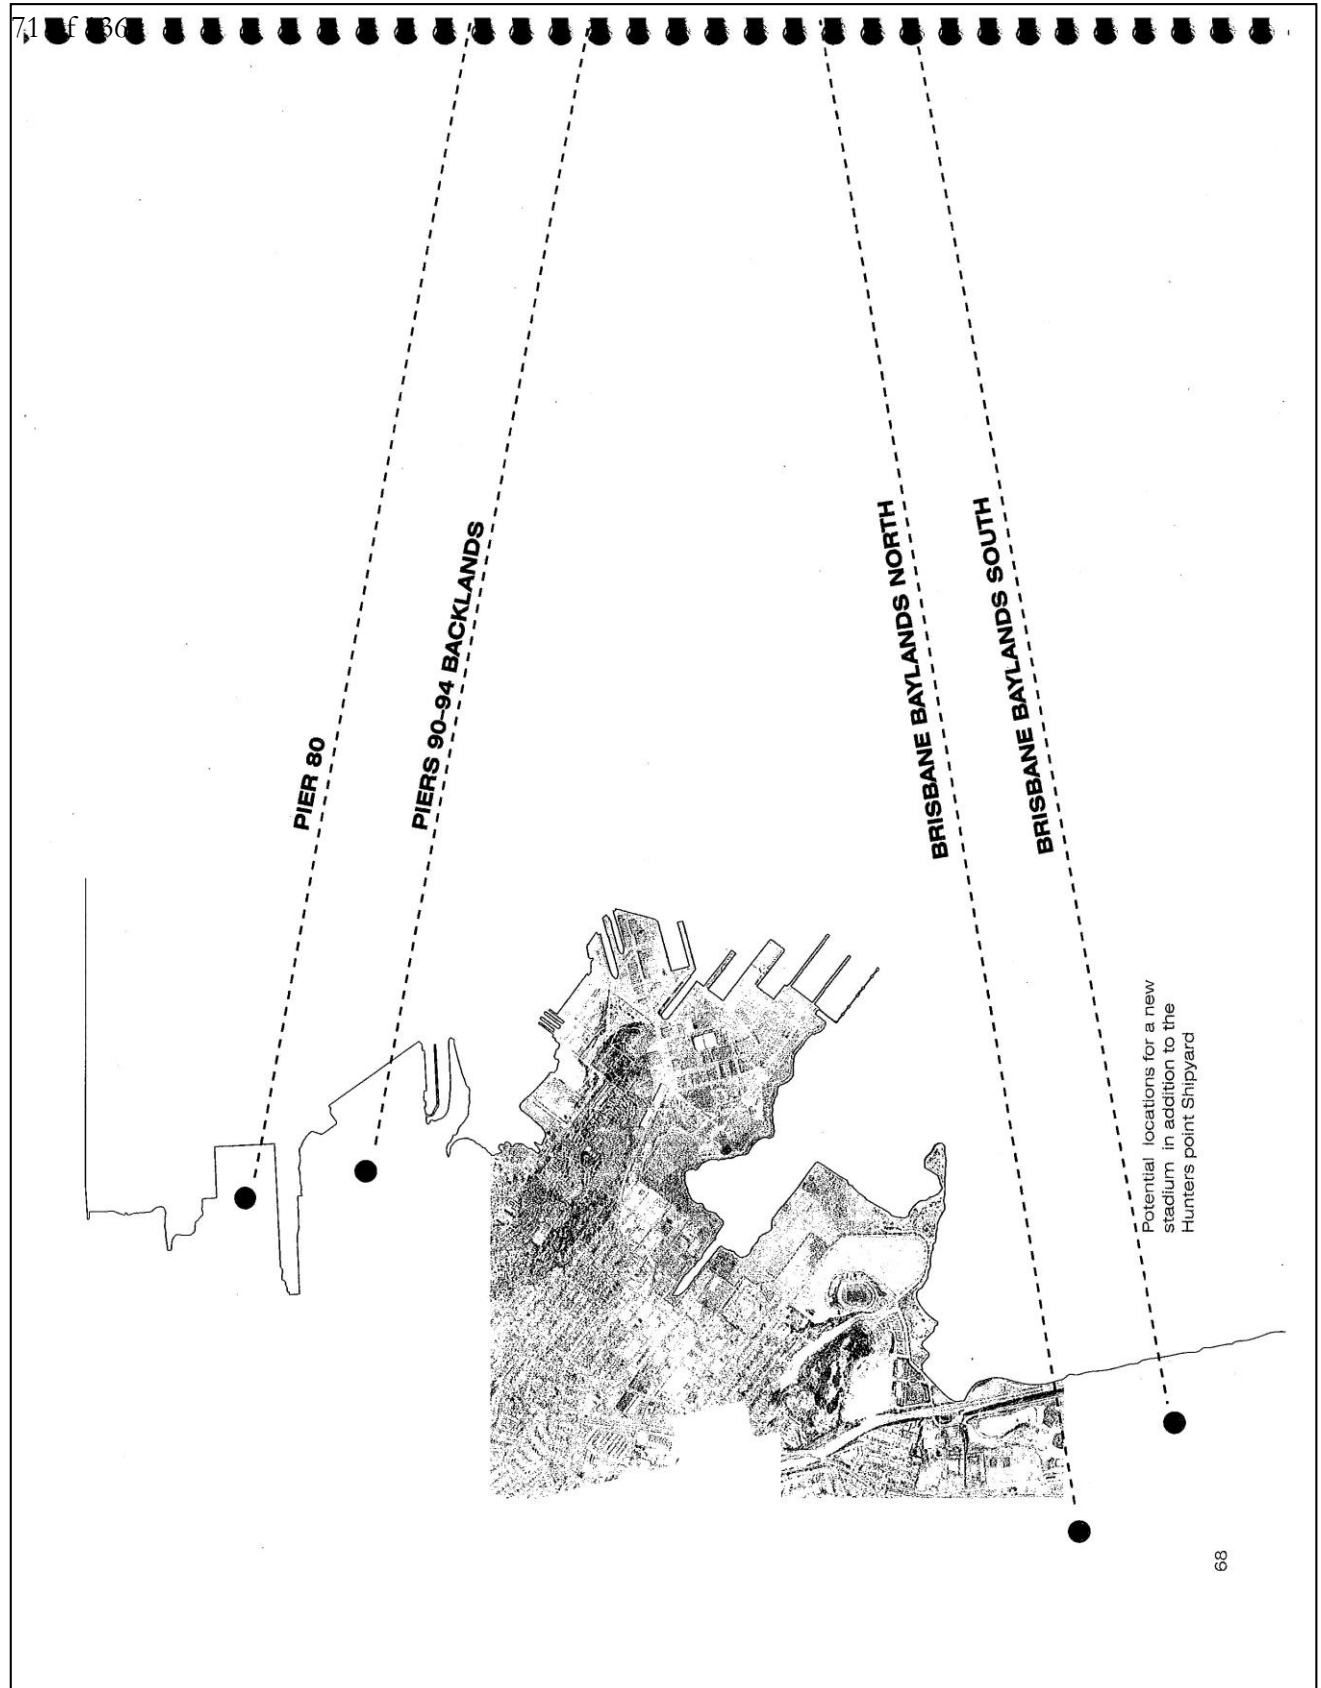 PIER 80
PIERS 90-94 BACKLANDS
BRISBANE BAYLANDS NORTH
BRISBANE BAYLANDS SOUTH
Potential locations for a new
stadium in addition to the
Hunters point Shipyard
68